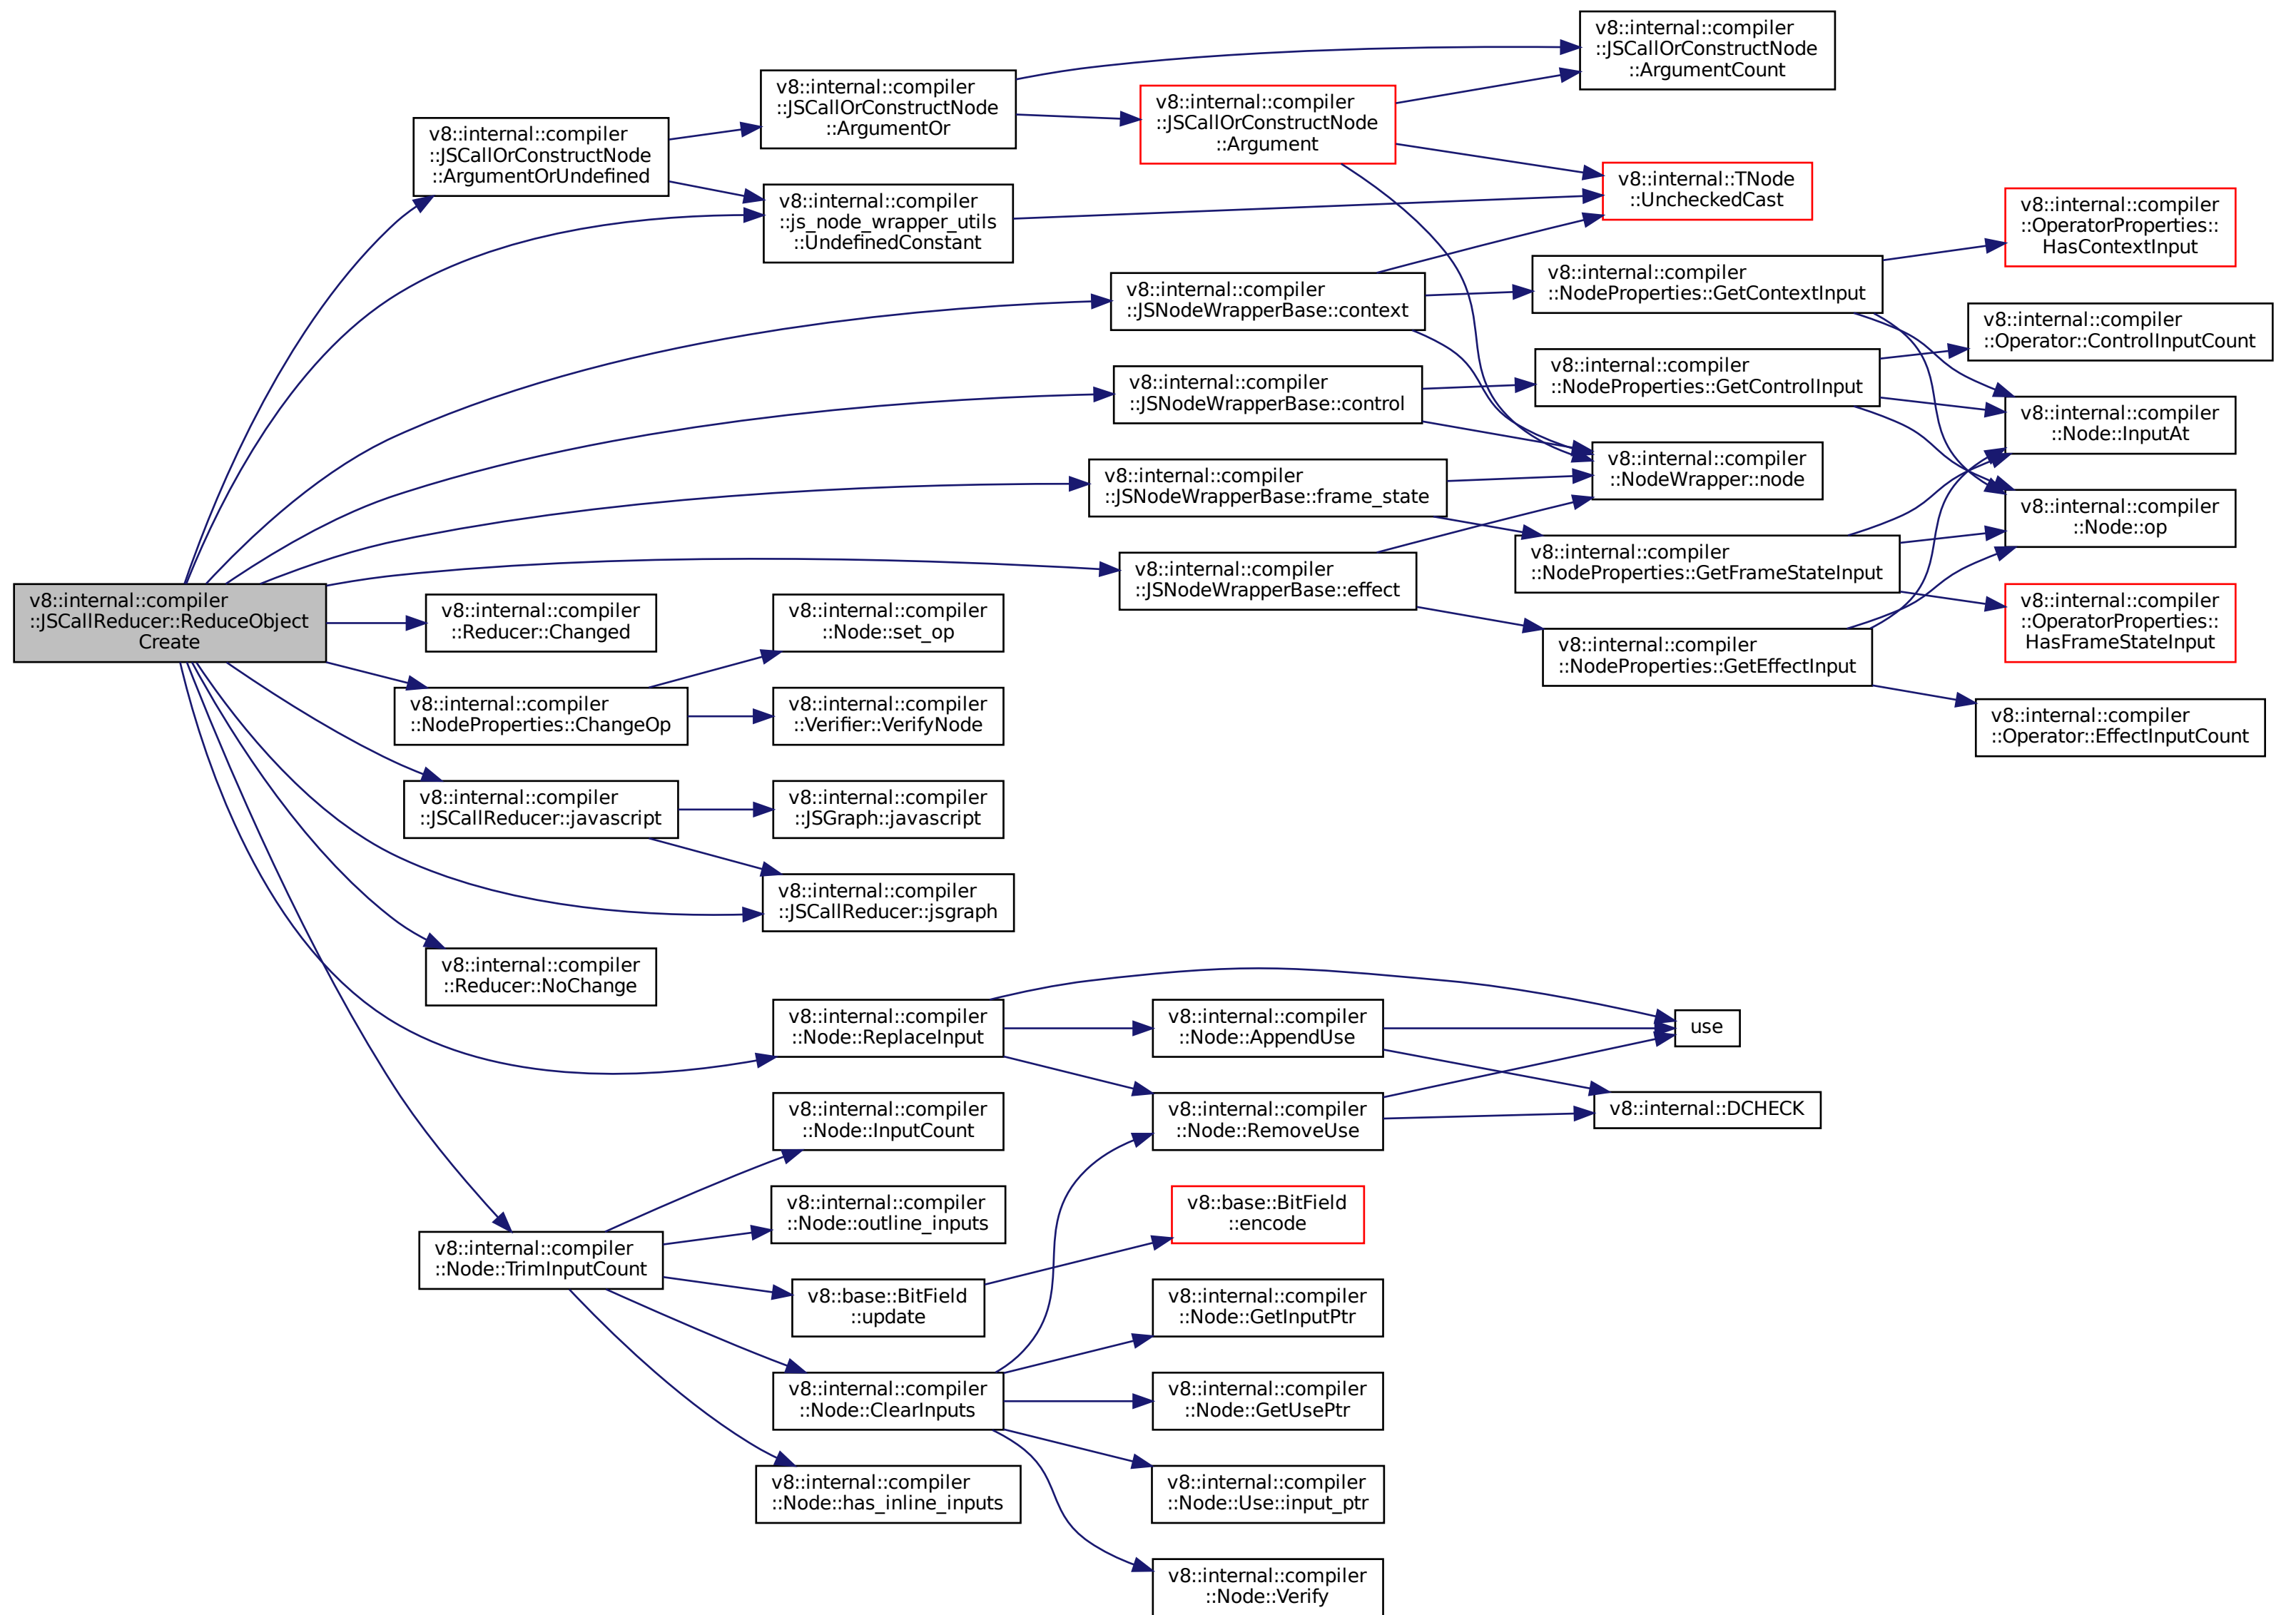 v8::internal::compiler
::JSCallReducer::ReduceObject
Create
v8::internal::compiler
::JSCallOrConstructNode
::ArgumentOrUndefined
v8::internal::compiler
::JSCallOrConstructNode
::ArgumentOr
v8::internal::compiler
::JSCallOrConstructNode
::ArgumentCount
v8::internal::compiler
::JSCallOrConstructNode
::Argument
v8::internal::TNode
::UncheckedCast
v8::internal::compiler
::js_node_wrapper_utils
::UndefinedConstant
v8::internal::compiler
::JSNodeWrapperBase::context
v8::internal::compiler
::NodeProperties::GetContextInput
v8::internal::compiler
::OperatorProperties::
HasContextInput
v8::internal::compiler
::JSNodeWrapperBase::control
v8::internal::compiler
::NodeProperties::GetControlInput
v8::internal::compiler
::Operator::ControlInputCount
v8::internal::compiler
::Node::InputAt
v8::internal::compiler
::NodeWrapper::node
v8::internal::compiler
::JSNodeWrapperBase::frame_state
v8::internal::compiler
::Node::op
v8::internal::compiler
::NodeProperties::GetFrameStateInput
v8::internal::compiler
::JSNodeWrapperBase::effect
v8::internal::compiler
::OperatorProperties::
HasFrameStateInput
v8::internal::compiler
::NodeProperties::GetEffectInput
v8::internal::compiler
::Operator::EffectInputCount
v8::internal::compiler
::Reducer::Changed
v8::internal::compiler
::Node::set_op
v8::internal::compiler
::NodeProperties::ChangeOp
v8::internal::compiler
::Verifier::VerifyNode
v8::internal::compiler
::JSCallReducer::javascript
v8::internal::compiler
::JSGraph::javascript
v8::internal::compiler
::JSCallReducer::jsgraph
v8::internal::compiler
::Reducer::NoChange
v8::internal::compiler
::Node::ReplaceInput
v8::internal::compiler
::Node::AppendUse
use
v8::internal::compiler
::Node::RemoveUse
v8::internal::DCHECK
v8::internal::compiler
::Node::InputCount
v8::internal::compiler
::Node::outline_inputs
v8::base::BitField
::encode
v8::internal::compiler
::Node::TrimInputCount
v8::base::BitField
::update
v8::internal::compiler
::Node::GetInputPtr
v8::internal::compiler
::Node::ClearInputs
v8::internal::compiler
::Node::GetUsePtr
v8::internal::compiler
::Node::has_inline_inputs
v8::internal::compiler
::Node::Use::input_ptr
v8::internal::compiler
::Node::Verify